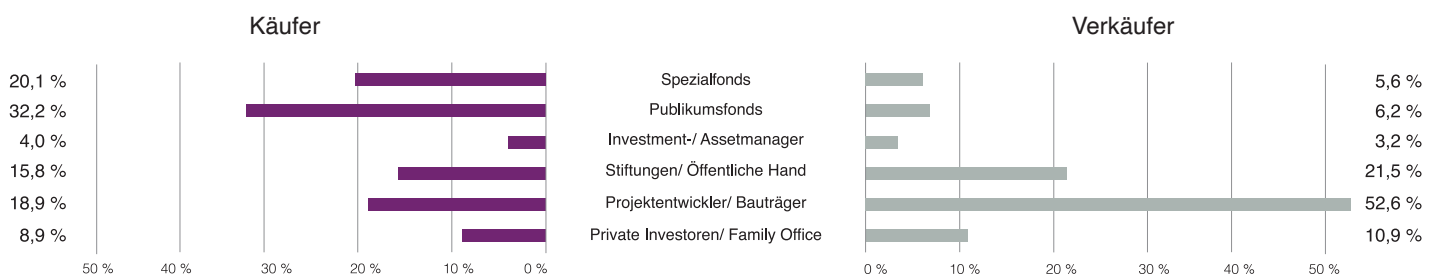 Käufer Verkäufer
20,1 % Spezialfonds 5,6 %
32,2 % Publikumsfonds 6,2 %
4,0 % Investment-/ Assetmanager 3,2 %
15,8 % Stiftungen/ Öffentliche Hand 21,5 %
18,9 % Projektentwickler/ Bauträger 52,6 %
8,9 % Private Investoren/ Family Office 10,9 %
50 % 40 % 30 % 20 % 10 % 0 % 0 % 10 % 20 % 30 % 40 % 50 %